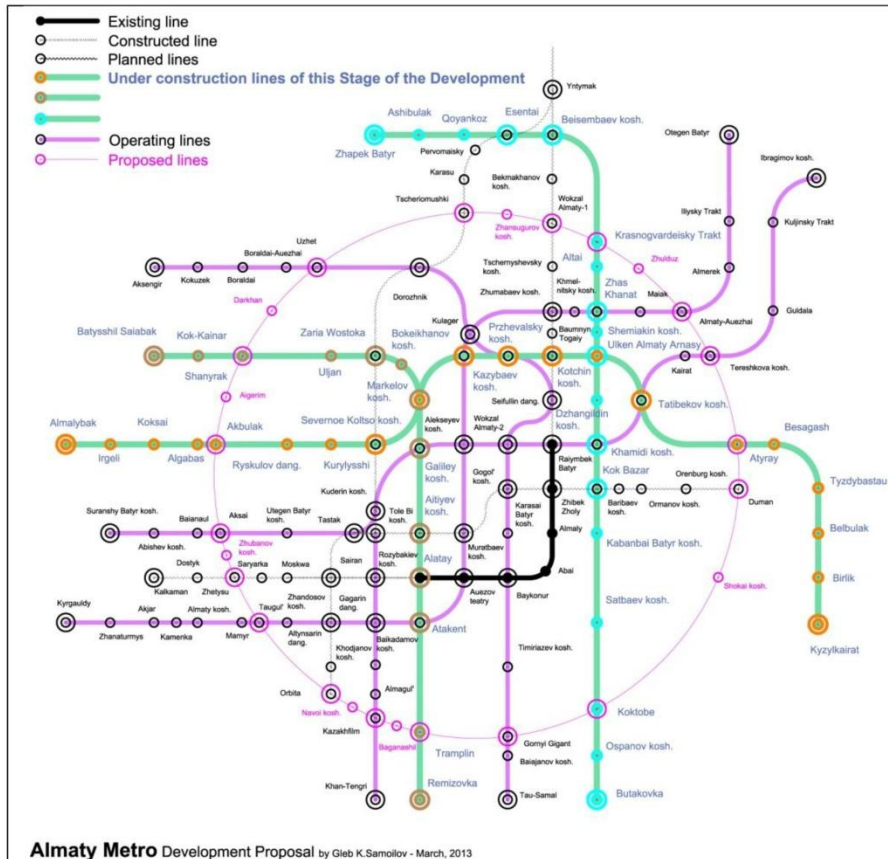 Existing line
Constructed line
Planned lines
Under construction lines of this Stage of the Development
Operating lines
Proposed lines
Yntymak
Ashibulak
Qoyankoz
Esentai
Beisembaev kosh.
Zhapek Batyr
Pervomaisky
Otegen Batyr
Ibragimov kosh.
Karasu
Bekmakhanov
kosh.
Tscheriomushki
Wokzal
Almaty-1
Zhansugurov
kosh.
Iliysky Trakt
Kuljinsky Trakt
Krasnogvardeisky Trakt
Uzhet
Boraldai-Auezhai
Aksengir
Kokuzek
Boraldai
Dorozhnik
Tschernyshevsky
kosh.
Altai
Zhulduz
Almerek
Zhumabaev kosh.
Khmel-
nitsky kosh.
Zhas
Khanat
Maiak
Darkhan
Kulager
Almaty-Auezhai
Guldala
Batysshil Saiabak
Kok-Kainar
Zaria Wostoka
Bokeikhanov
kosh.
Przhevalsky
kosh.
Baumnyn
Togaiy
Shemiakin kosh.
Ulken Almaty Arnasy
Shanyrak
Uljan
Markelov
kosh.
Kazybaev
kosh.
Kotchin
kosh.
Kairat
Tereshkova kosh.
Aigerim
Seifullin dang.
Tatibekov kosh.
Almalybak
Koksai
Akbulak
Severnoe Koltso kosh.
Alekseyev
kosh.
Wokzal
Almaty-2
Dzhangildin
kosh.
Besagash
Irgeli
Algabas
Ryskulov dang.
Kurylysshi
Galiley
kosh.
Gogol'
kosh.
Raiymbek
Batyr
Khamidi kosh.
Atyray
Kok Bazar
Orenburg kosh.
Kuderin kosh.
Aitiyev
kosh.
Karasai
Batyr
kosh.
Zhibek
Zholy
Baribaev
kosh.
Ormanov kosh.
Duman
Tyzdybastau
Suranshy Batyr kosh.
Aksai
Utegen Batyr
kosh.
Tastak
Tole Bi
kosh.
Baianaul
Abishev kosh.
Zhubanov
kosh.
Sairan
Rozybakiev
kosh.
Alatay
Muratbaev
kosh.
Almaly
Kabanbai Batyr kosh.
Belbulak
Dostyk
Saryarka
Moskwa
Abai
Kalkaman
Zhetysu
Zhandosov
kosh.
Gagarin
dang.
Auezov
teatry
Baykonur
Shokai kosh.
Birlik
Kyrgauldy
Akjar
Almaty kosh.
Taugul'
Zhanaturmys
Kamenka
Mamyr
Altynsarin
dang.
Khodjanov
kosh.
Baikadamov
kosh.
Atakent
Satbaev kosh.
Kyzylkairat
Timiriazev kosh.
Orbita
Almagul'
Navoi kosh.
Kazakhfilm
Baganashil
Tramplin
Gornyi Gigant
Koktobe
Baiajanov kosh.
Ospanov kosh.
Khan-Tengri
Remizovka
Tau-Samal
Butakovka
Almaty Metro Development Proposal by Gleb K.Samoilov - March, 2013